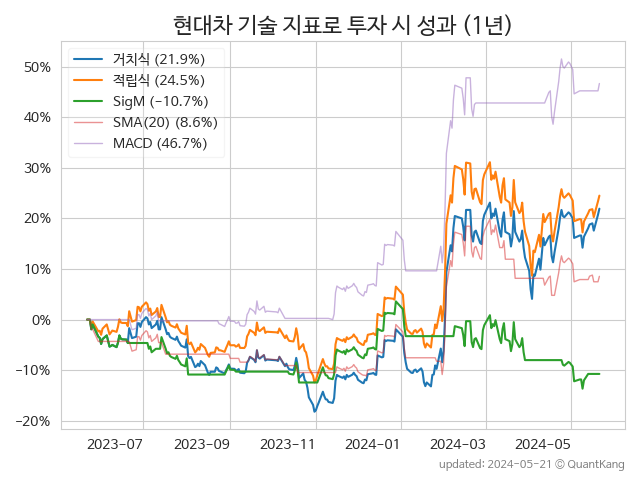 현대차 기술 지표로 투자 시 성과 (1년)
거치식 (21.9%)
적립식 (24.5%)
SigM (−10.7%)
SMA(20) (8.6%)
MACD (46.7%)
50%
40%
30%
20%
10%
0%
−10%
−20%
2023−07
2023−09
2023−11
2024−01
2024−03
2024−05
updated: 2024-05-21 © QuantKang